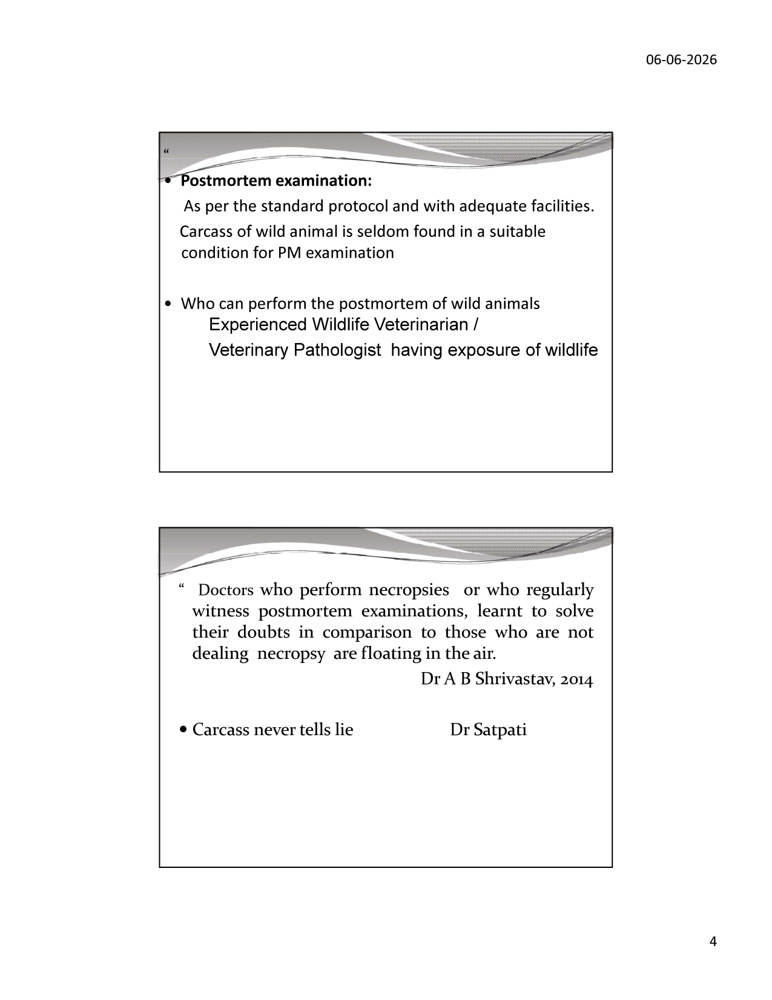 06-06-2026
“
• Postmortem examination:
As per the standard protocol and with adequate facilities.
Carcass of wild animal is seldom found in a suitable
condition for PM examination
• Who can perform the postmortem of wild animals
Experienced Wildlife Veterinarian /
Veterinary Pathologist  having exposure of wildlife
“ Doctors who perform necropsies  or who regularly
witness postmortem examinations, learnt to solve
their doubts in comparison to those who are not
dealing  necropsy  are floating in the air.
Dr A B Shrivastav, 2014
• Carcass never tells lie Dr Satpati
4